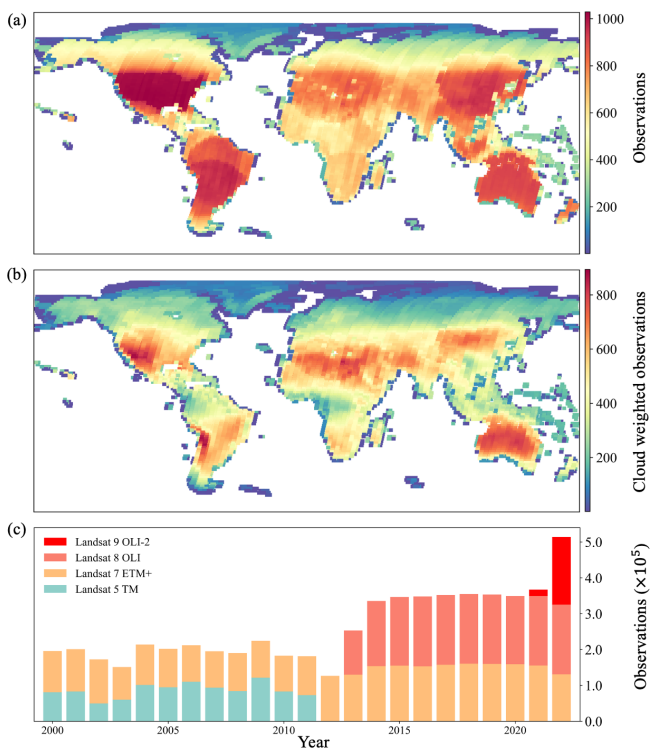 (a)
1000
800
600
400
200
Observations
(b)
800
600
400
200
Cloud weighted observations
(c)
Landsat 9 OLI-2
Landsat 8 OLI
Landsat 7 ETM+
Landsat 5 TM
5.0
4.0
3.0
2.0
1.0
0.0
Observations (×10⁵)
2000
2005
2010
2015
2020
Year